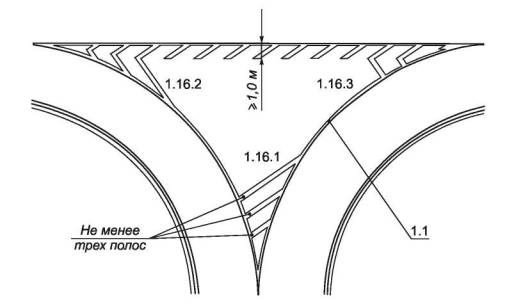 1.16.2
≥1,0 м
1.16.3
1.16.1
Не менее
трех полос
1.1